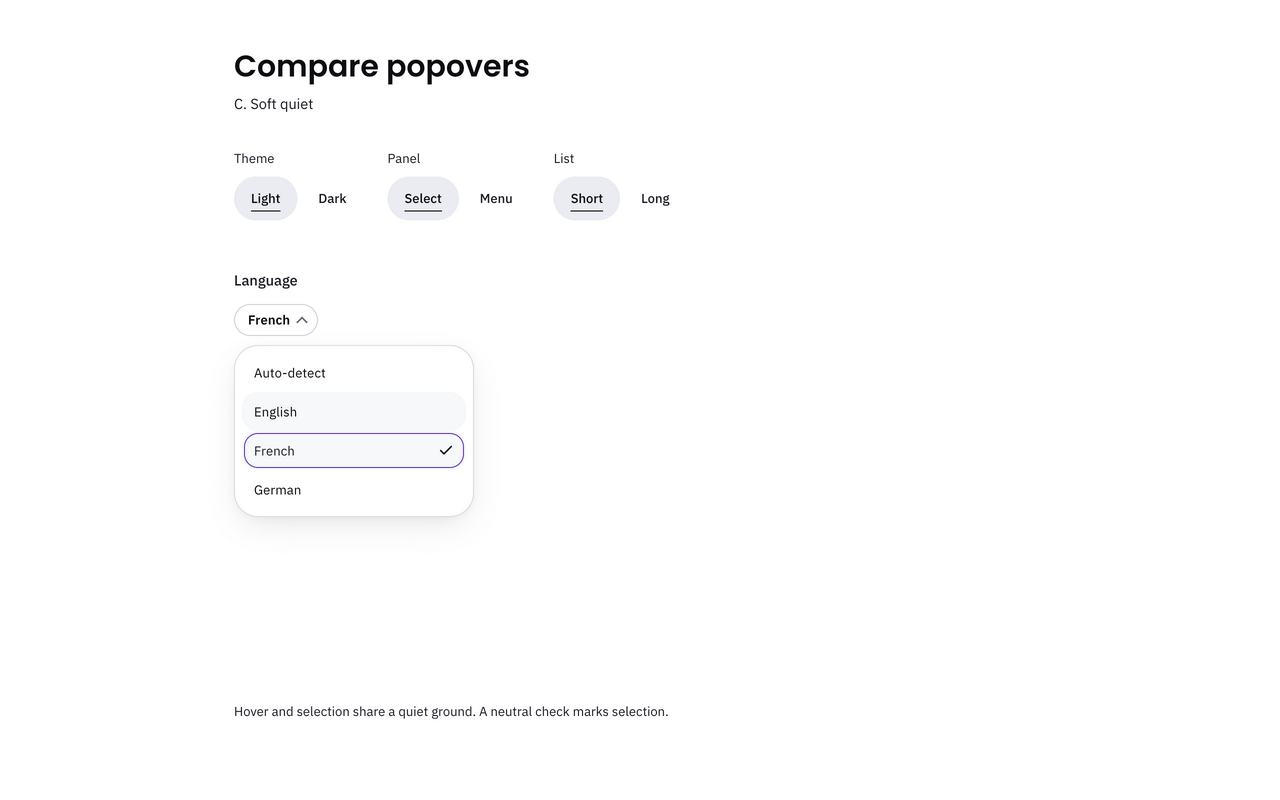 Compare popovers
C. Soft quiet
Theme Panel List
Light Dark Select Menu Short Long
Language
French
Auto-detect
English
French
German
Hover and selection share a quiet ground. A neutral check marks selection.